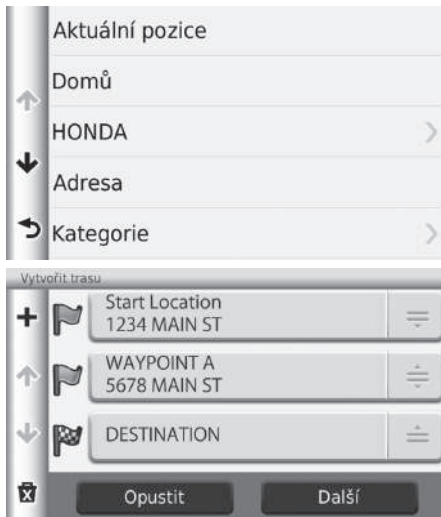 Aktuální pozice
Domů
HONDA
Adresa
Kategorie
Vytvořit trasu
Start Location
1234 MAIN ST
WAYPOINT A
5678 MAIN ST
DESTINATION
Opustit
Další